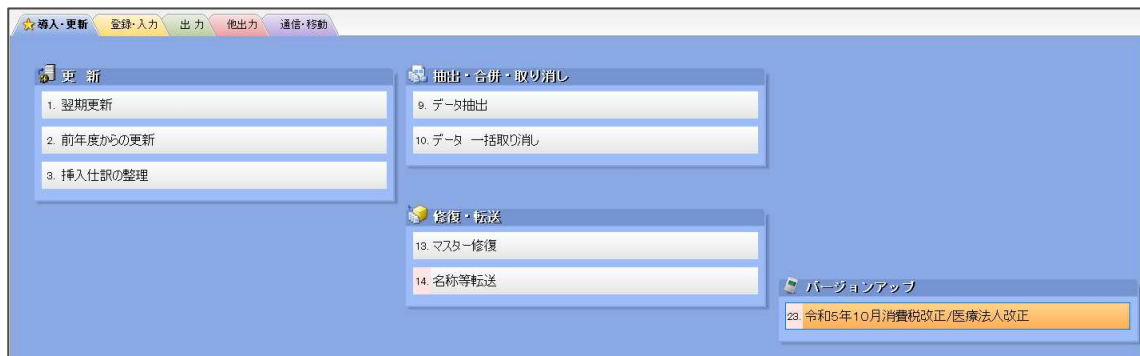 導入・更新 登録・入力 出 力 他出力 通信・移動
更 新
1. 翌期更新
2. 前年度からの更新
3. 挿入仕訳の整理
抽出・合併・取り消し
9. データ抽出
10. データ 一括取り消し
修復・転送
13. マスター修復
14. 名称等転送
バージョンアップ
23. 令和5年10月消費税改正/医療法人改正